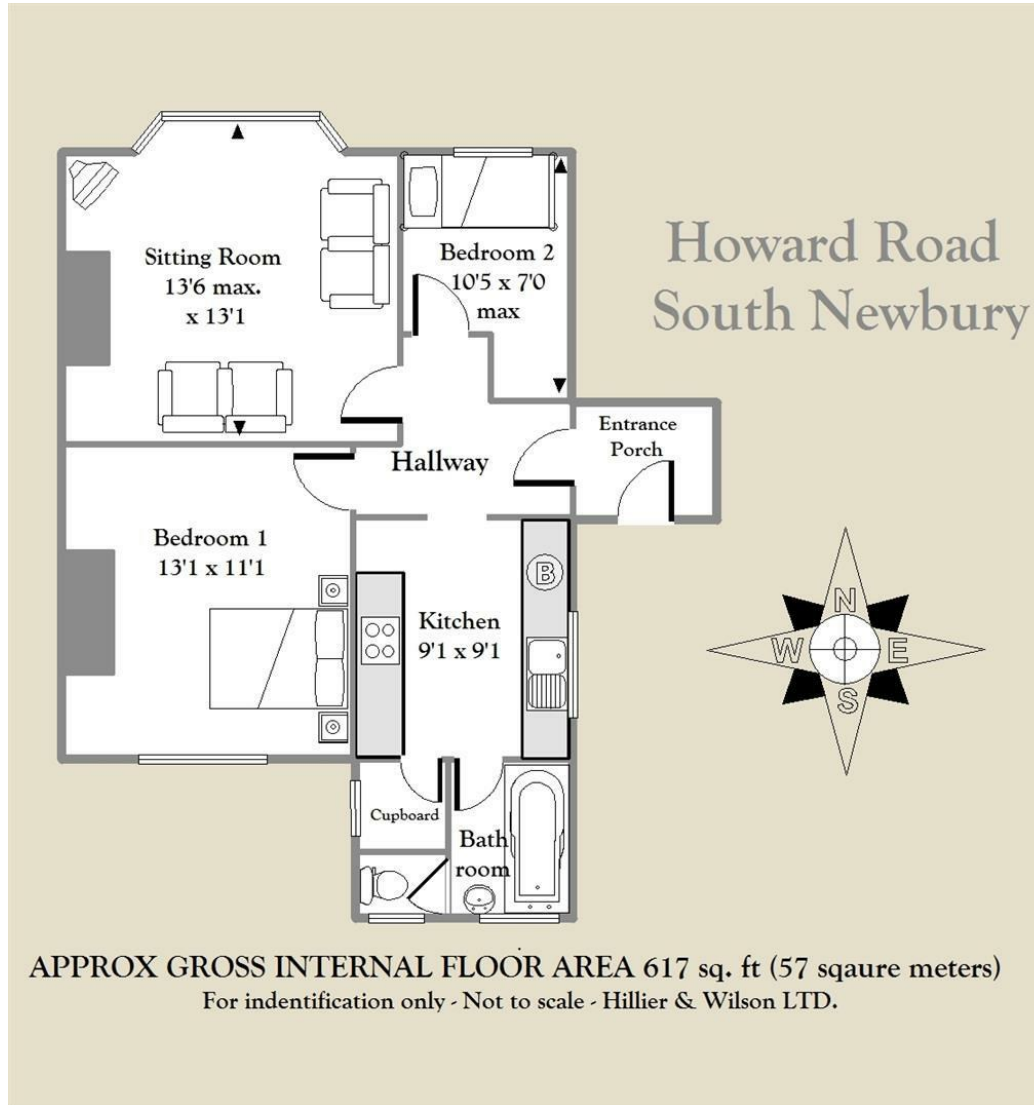 Howard Road
South Newbury
Sitting Room
13'6 max.
x 13'1
Bedroom 2
10'5 x 7'0
max
Entrance
Porch
Hallway
Bedroom 1
13'1 x 11'1
B
Kitchen
9'1 x 9'1
N
W
E
S
Cupboard
Bath
room
APPROX GROSS INTERNAL FLOOR AREA 617 sq. ft (57 sqaure meters)
For indentification only - Not to scale - Hillier & Wilson LTD.